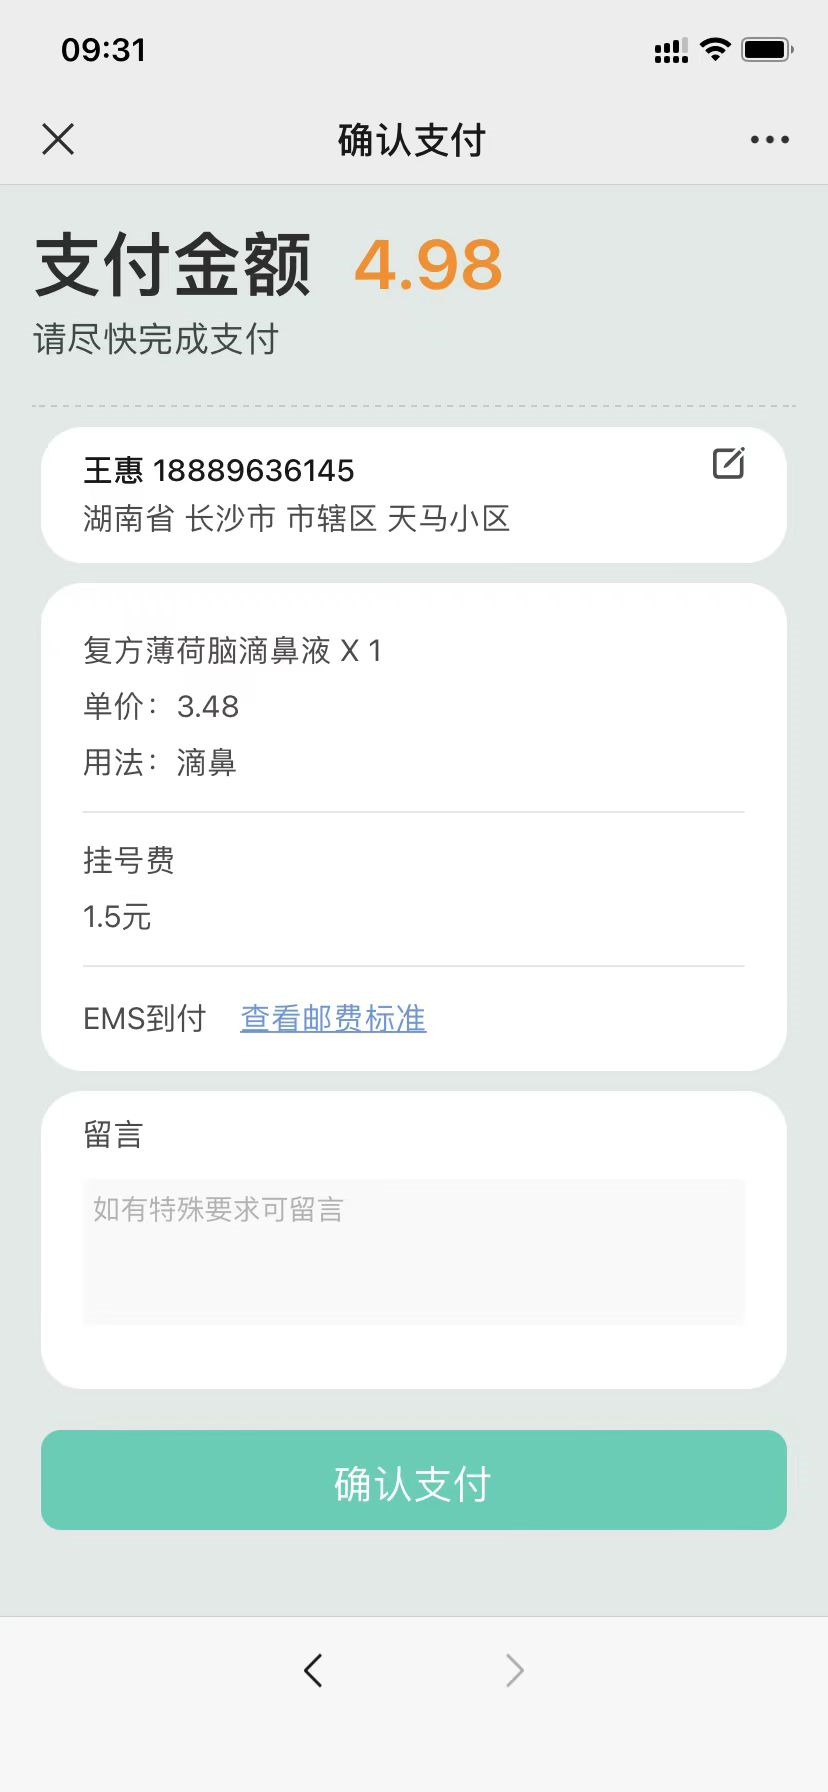 09:31
确认支付
支付金额 4.98
请尽快完成支付
王惠 18889636145
湖南省 长沙市 市辖区 天马小区
复方薄荷脑滴鼻液 X 1
单价：3.48
用法：滴鼻
挂号费
1.5元
EMS到付 查看邮费标准
留言
如有特殊要求可留言
确认支付